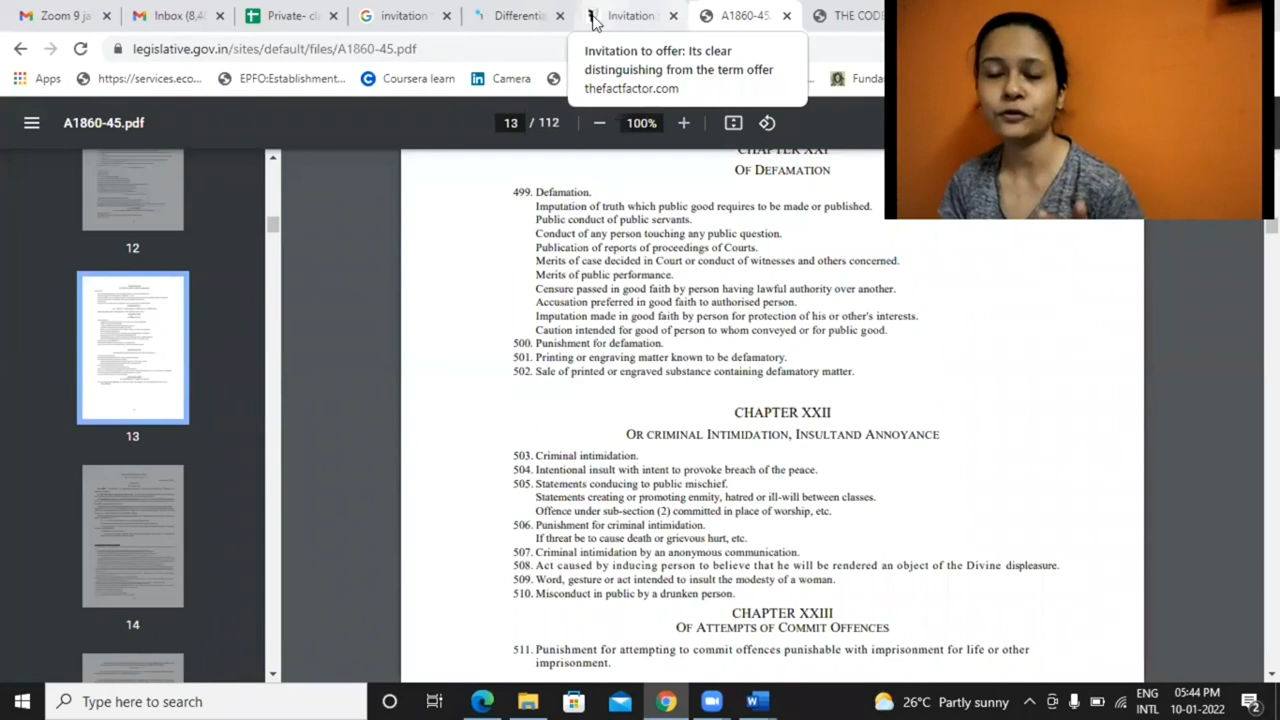 Zoom 9 ja
Inbox (8,4
Private- cl
invitation
Differentia
Invitation
A1860-45.
THE CODE
legislative.gov.in/sites/default/files/A1860-45.pdf
Apps
https://services.eco...
EPFO:Establishment...
Coursera learn
Camera
Funda
Invitation to offer: Its clear
distinguishing from the term offer
thefactfactor.com
A1860-45.pdf
13 / 112
100%
CHAPTER XXI
OF DEFAMATION
499. Defamation.
Imputation of truth which public good requires to be made or published.
Public conduct of public servants.
Conduct of any person touching any public question.
Publication of reports of proceedings of Courts.
Merits of case decided in Court or conduct of witnesses and others concerned.
Merits of public performance.
Censure passed in good faith by person having lawful authority over another.
Accusation preferred in good faith to authorised person.
Imputation made in good faith by person for protection of his or other's interests.
Caution intended for good of person to whom conveyed or for public good.
500. Punishment for defamation.
501. Printing or engraving matter known to be defamatory.
502. Sale of printed or engraved substance containing defamatory matter.
CHAPTER XXII
OR CRIMINAL INTIMIDATION, INSULTAND ANNOYANCE
503. Criminal intimidation.
504. Intentional insult with intent to provoke breach of the peace.
505. Statements conducing to public mischief.
Statements creating or promoting enmity, hatred or ill-will between classes.
Offence under sub-section (2) committed in place of worship, etc.
506. Punishment for criminal intimidation.
If threat be to cause death or grievous hurt, etc.
507. Criminal intimidation by an anonymous communication.
508. Act caused by inducing person to believe that he will be rendered an object of the Divine displeasure.
509. Word, gesture or act intended to insult the modesty of a woman.
510. Misconduct in public by a drunken person.
CHAPTER XXIII
OF ATTEMPTS OF COMMIT OFFENCES
511. Punishment for attempting to commit offences punishable with imprisonment for life or other
imprisonment.
12
13
14
Type here to search
26°C Partly sunny
ENG
INTL
05:44 PM
10-01-2022
2